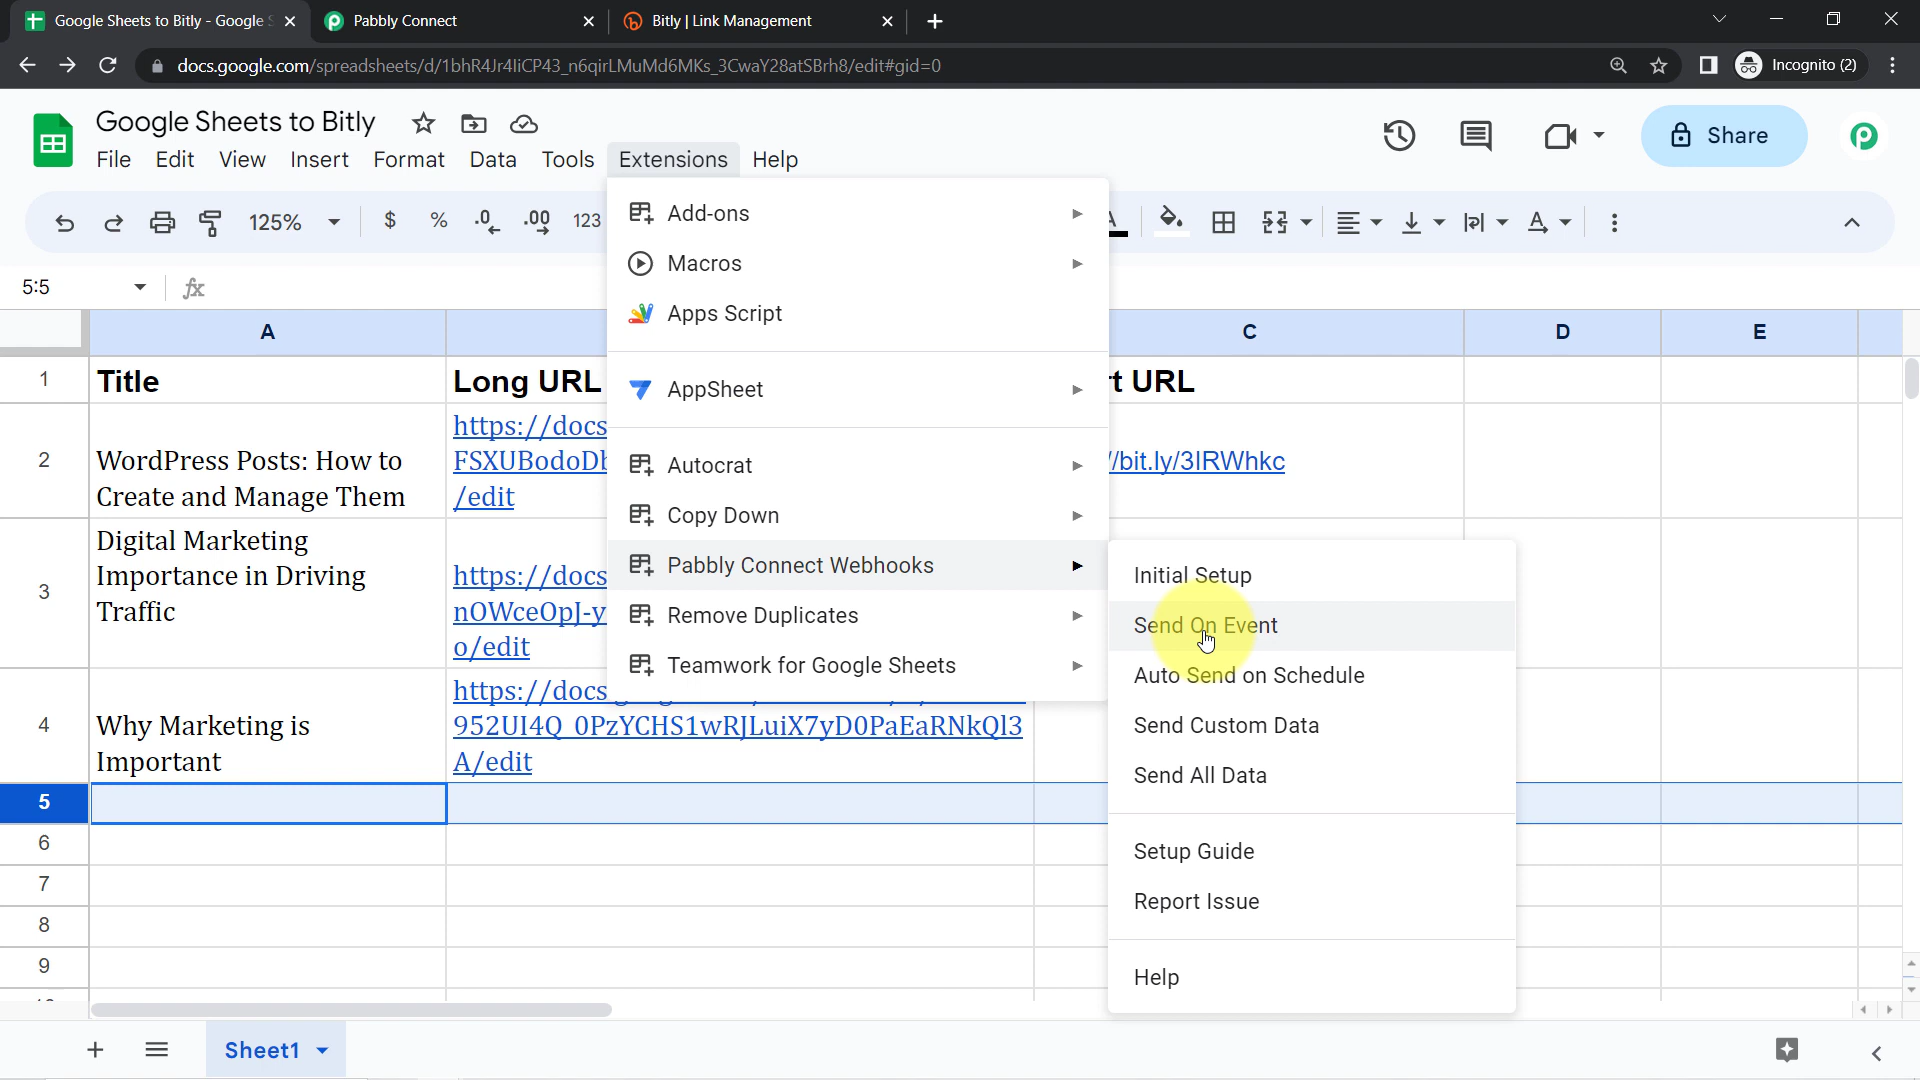 Google Sheets to Bitly - Google
Pabbly Connect
Bitly | Link Management
docs.google.com/spreadsheets/d/1bhR4Jr4IiCP43_n6qirLMuMd6MKs_3CwaY28atSBrh8/edit#gid=0
Incognito (2)
Google Sheets to Bitly
Share
File Edit View Insert Format Data Tools Extensions Help
125% $ % .0 .00 123
5:5
fx
A C D E
1 Title Long URL t URL
2 WordPress Posts: How to
Create and Manage Them
https://docs
FSXUBodoD
/edit
/bit.ly/3IRWhkc
3 Digital Marketing
Importance in Driving
Traffic
https://docs
nOWceOpJ-y
o/edit
4 Why Marketing is
Important
https://docs
952UI4Q_0PzYCHS1wRJLuiX7yD0PaEaRNkQl3
A/edit
5
6
7
8
9
Add-ons
Macros
Apps Script
AppSheet
Autocrat
Copy Down
Pabbly Connect Webhooks
Remove Duplicates
Teamwork for Google Sheets
Initial Setup
Send On Event
Auto Send on Schedule
Send Custom Data
Send All Data
Setup Guide
Report Issue
Help
Sheet1